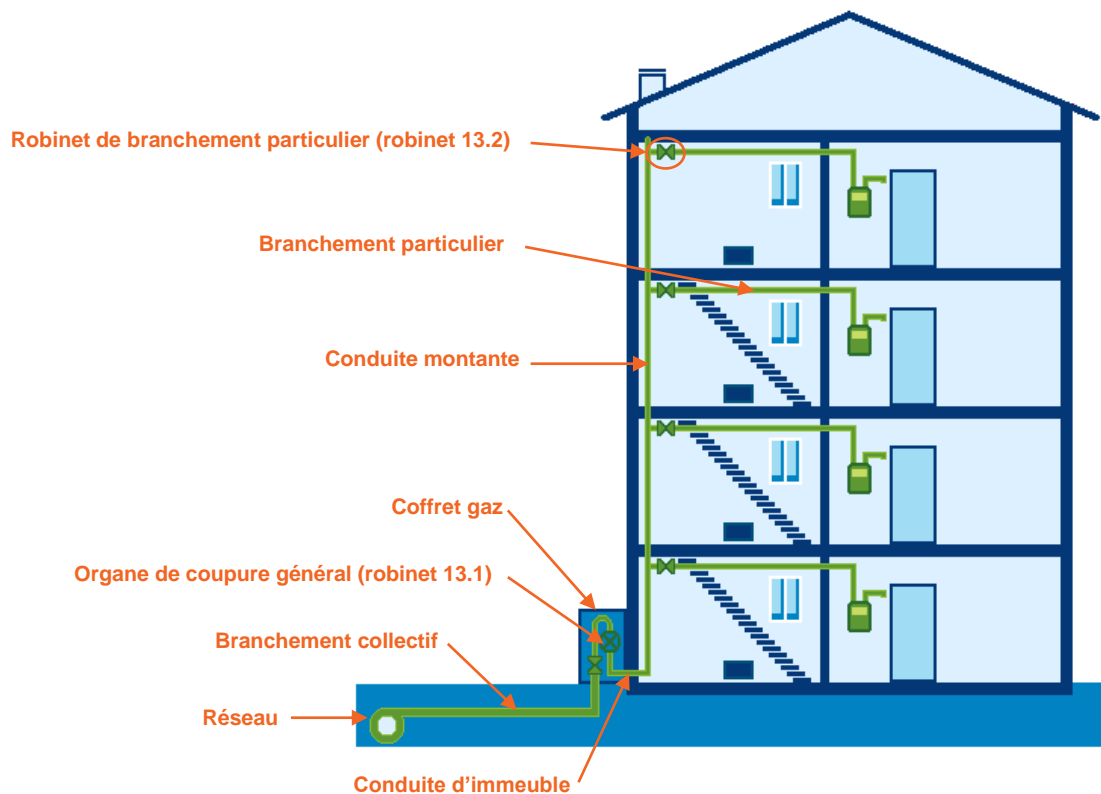 Robinet de branchement particulier (robinet 13.2)
Branchement particulier
Conduite montante
Coffret gaz
Organe de coupure général (robinet 13.1)
Branchement collectif
Réseau
Conduite d’immeuble